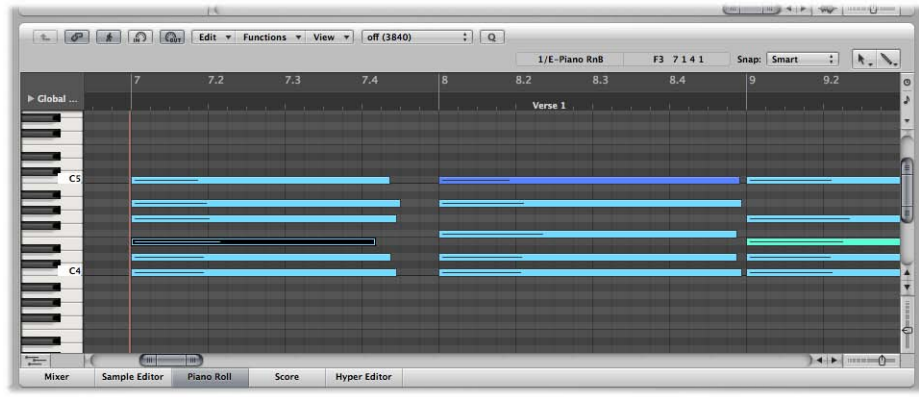 IN OUT Edit Functions View off (3840) Q
1/E-Piano RnB F3 7 1 4 1 Snap: Smart
7 7.2 7.3 7.4 8 8.2 8.3 8.4 9 9.2
Global ...
Verse 1
C5
C4
Mixer Sample Editor Piano Roll Score Hyper Editor